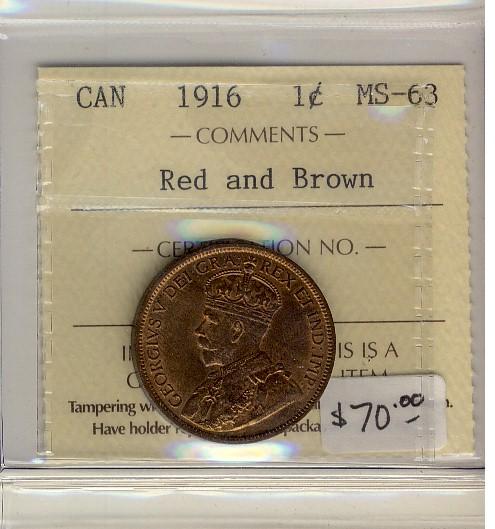 CAN 1916 1¢ MS-63
— COMMENTS —
Red and Brown
NO. —
GEORGIVS V DEI GRA: REX ET IND: IMP:
IS IS A
Tampering
Have holder
$70.00